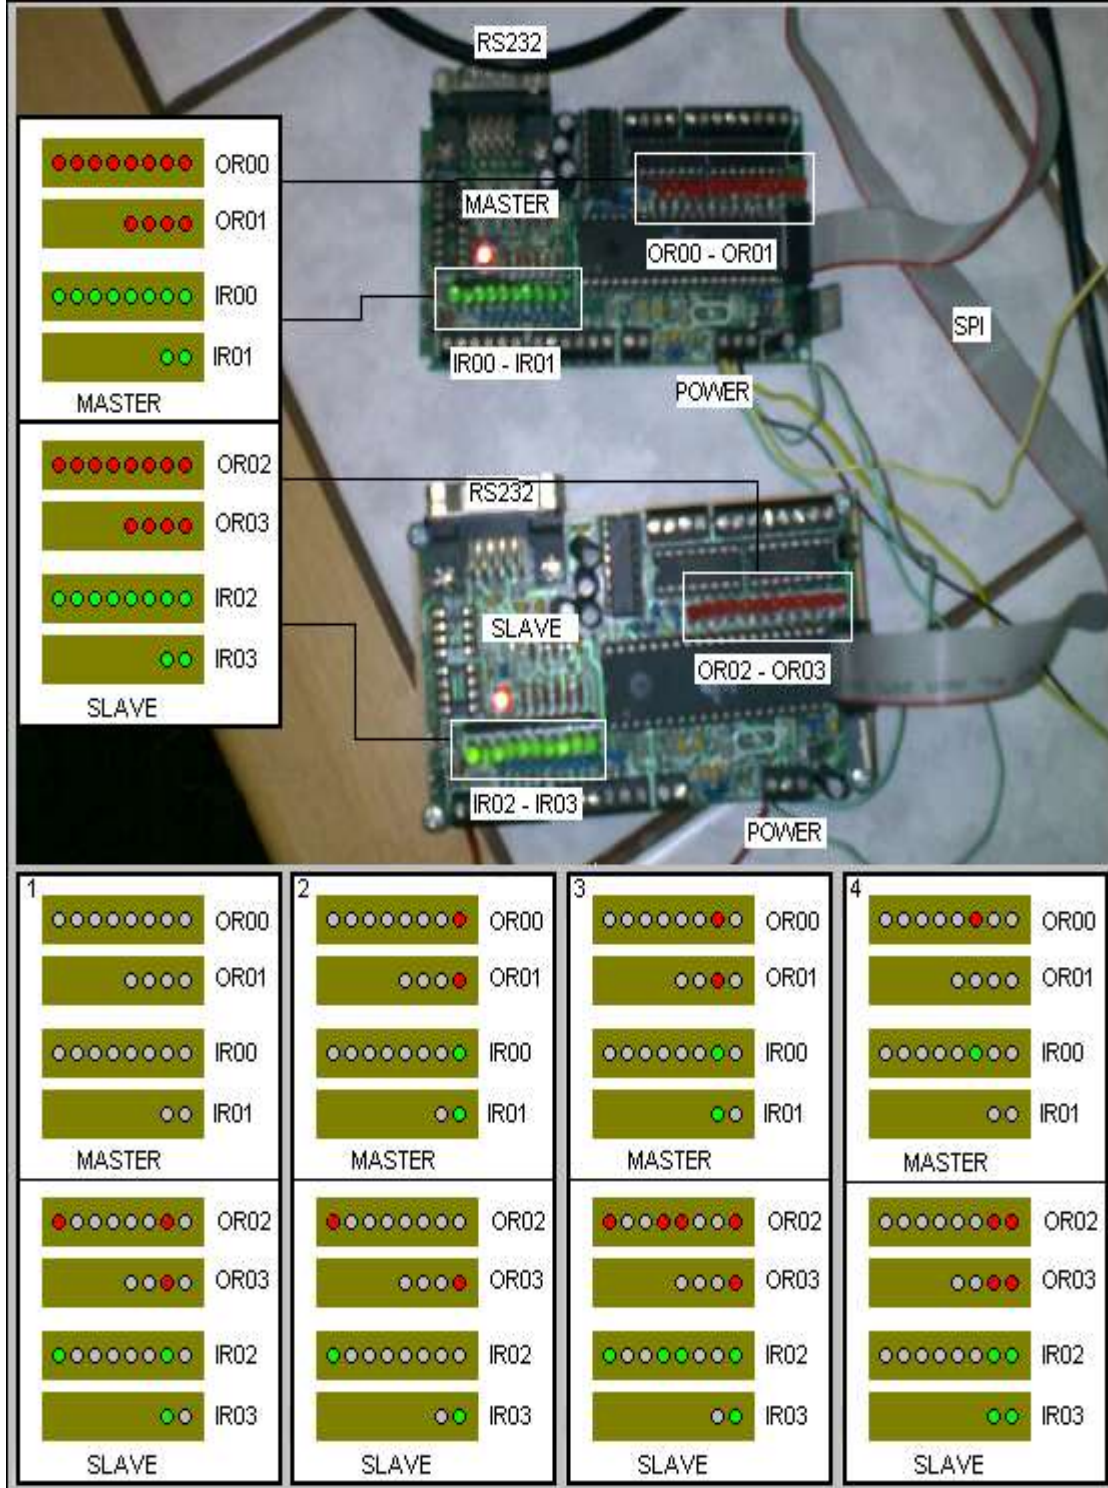 RS232
MASTER
OR00 - OR01
IR00 - IR01
POWER
SPI
RS232
SLAVE
OR02 - OR03
IR02 - IR03
POWER
OR00
OR01
IR00
IR01
MASTER
OR02
OR03
IR02
IR03
SLAVE
1
OR00
OR01
IR00
IR01
MASTER
OR02
OR03
IR02
IR03
SLAVE
2
OR00
OR01
IR00
IR01
MASTER
OR02
OR03
IR02
IR03
SLAVE
3
OR00
OR01
IR00
IR01
MASTER
OR02
OR03
IR02
IR03
SLAVE
4
OR00
OR01
IR00
IR01
MASTER
OR02
OR03
IR02
IR03
SLAVE